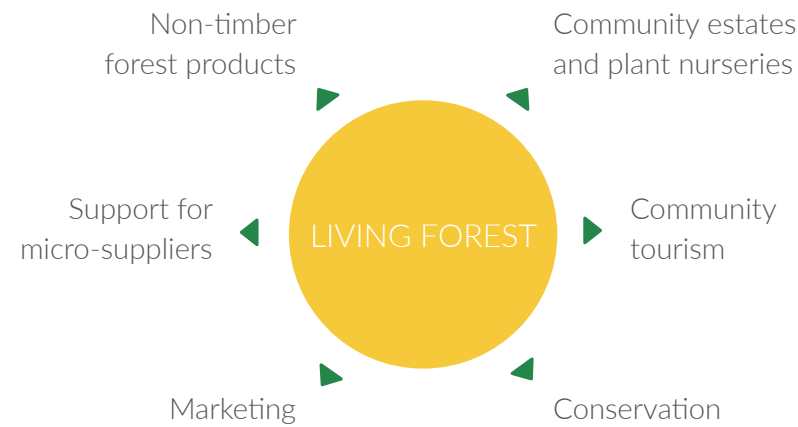 Non-timber
forest products
Community estates
and plant nurseries
Support for
micro-suppliers
LIVING FOREST
Community
tourism
Marketing
Conservation